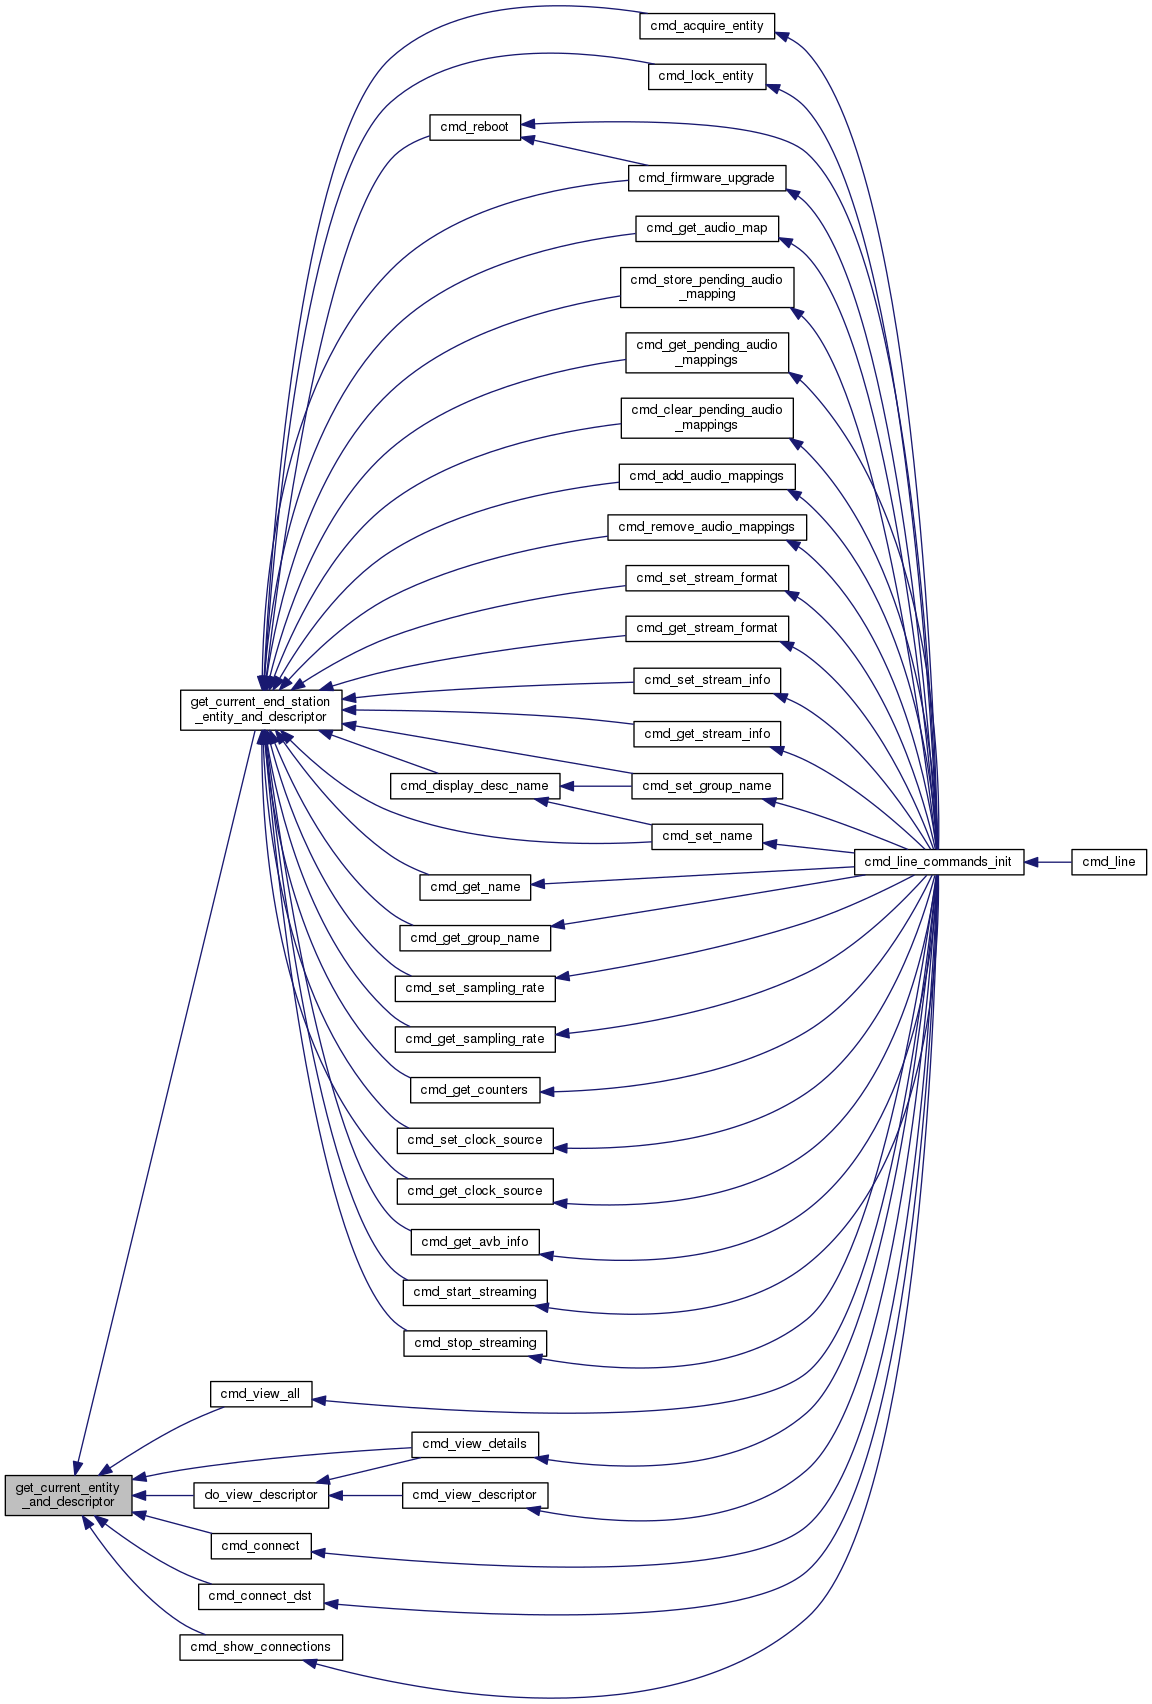 cmd_acquire_entity
cmd_lock_entity
cmd_reboot
cmd_firmware_upgrade
cmd_get_audio_map
cmd_store_pending_audio
_mapping
cmd_get_pending_audio
_mappings
cmd_clear_pending_audio
_mappings
cmd_add_audio_mappings
cmd_remove_audio_mappings
cmd_set_stream_format
cmd_get_stream_format
cmd_set_stream_info
get_current_end_station
_entity_and_descriptor
cmd_get_stream_info
cmd_display_desc_name
cmd_set_group_name
cmd_set_name
cmd_line_commands_init
cmd_line
cmd_get_name
cmd_get_group_name
cmd_set_sampling_rate
cmd_get_sampling_rate
cmd_get_counters
cmd_set_clock_source
cmd_get_clock_source
cmd_get_avb_info
cmd_start_streaming
cmd_stop_streaming
cmd_view_all
cmd_view_details
get_current_entity
_and_descriptor
do_view_descriptor
cmd_view_descriptor
cmd_connect
cmd_connect_dst
cmd_show_connections